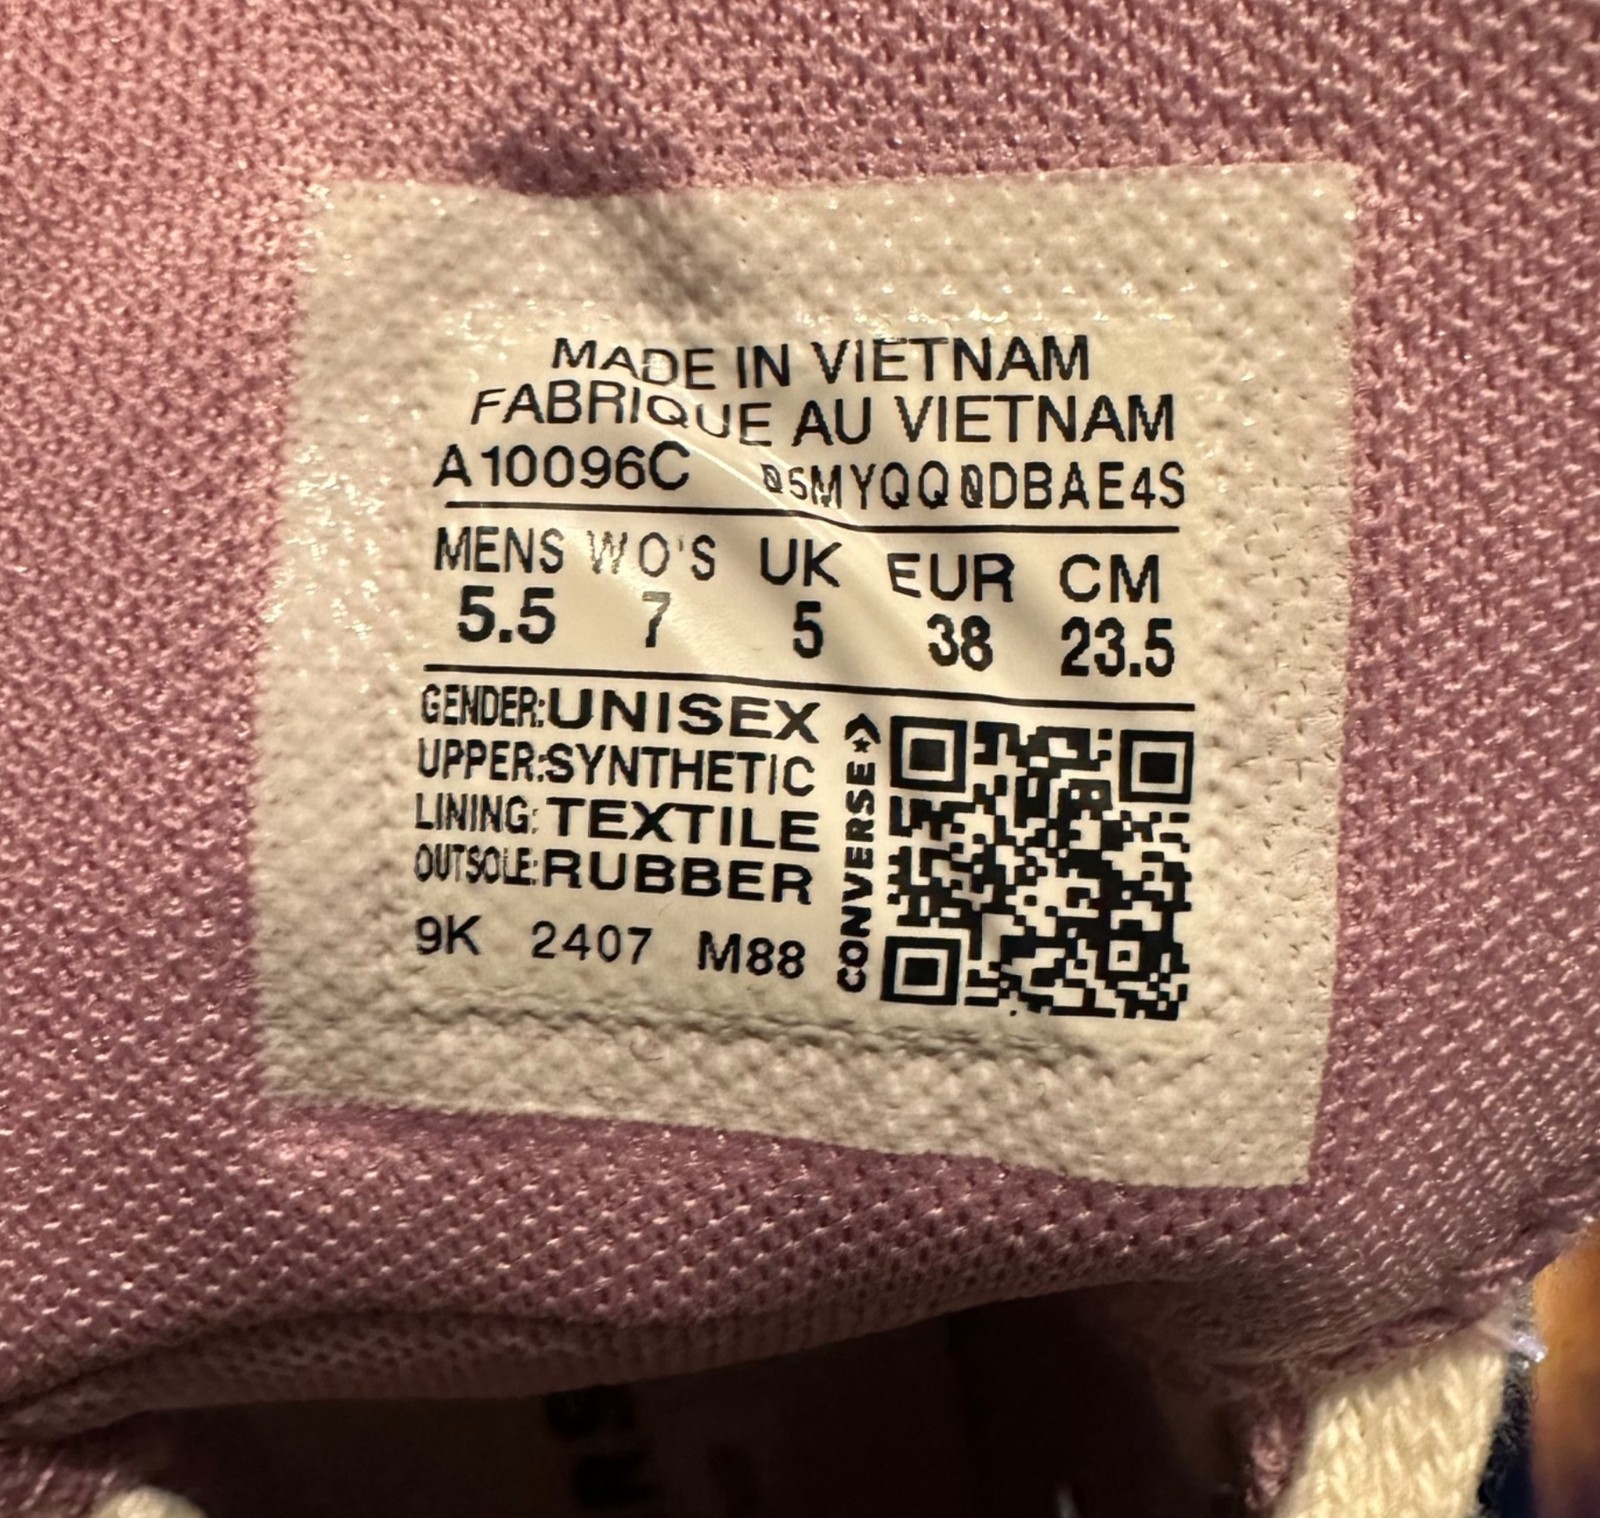 MADE IN VIETNAM
FABRIQUE AU VIETNAM
A10096C 05MYQQ0DBAE4S
MENS WO'S UK EUR CM
5.5 7 5 38 23.5
GENDER:UNISEX
UPPER:SYNTHETIC
LINING:TEXTILE
OUTSOLE:RUBBER
9K 2407 M88
CONVERSE